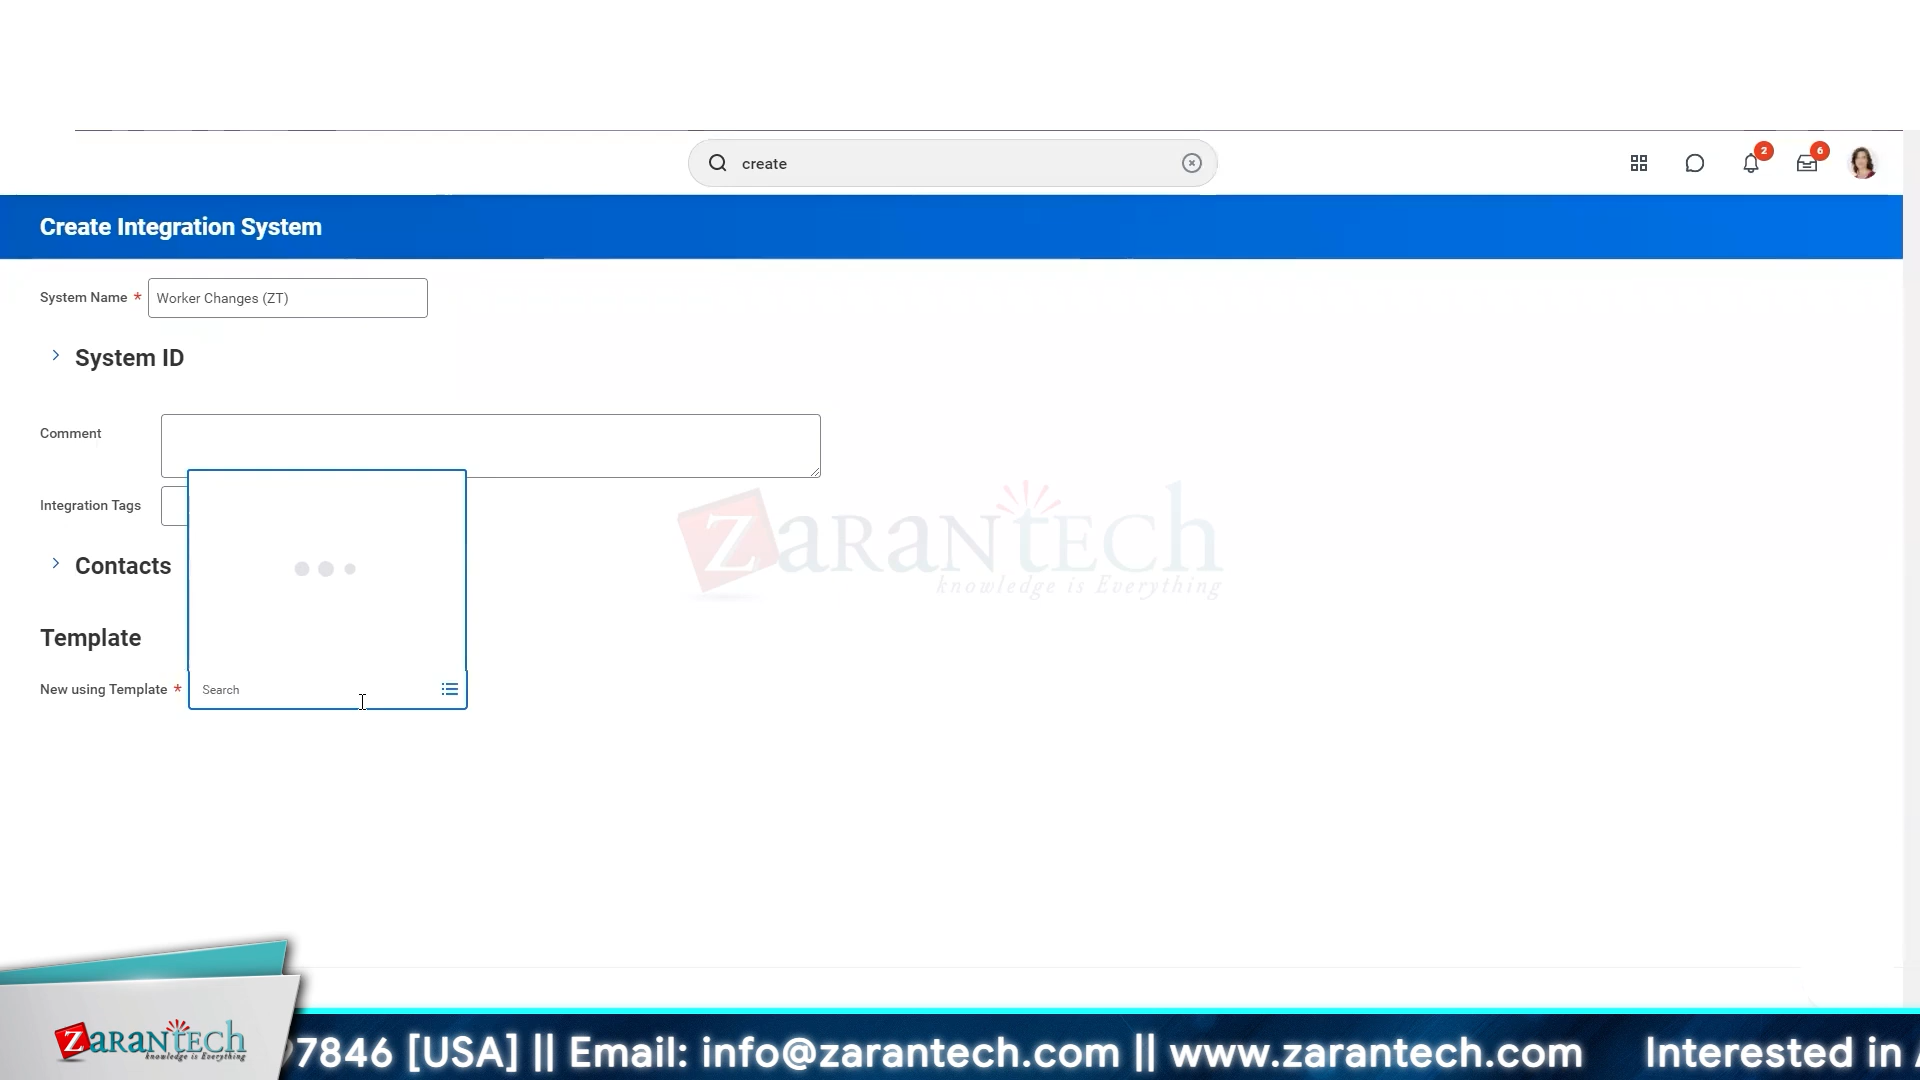 create
2
6
Create Integration System
System Name *
Worker Changes (ZT)
System ID
Comment
Integration Tags
Contacts
Template
New using Template *
Search
ZARANTECH
knowledge is Everything
ZARANTECH
knowledge is Everything
7846 [USA] || Email: info@zarantech.com || www.zarantech.com Interested in